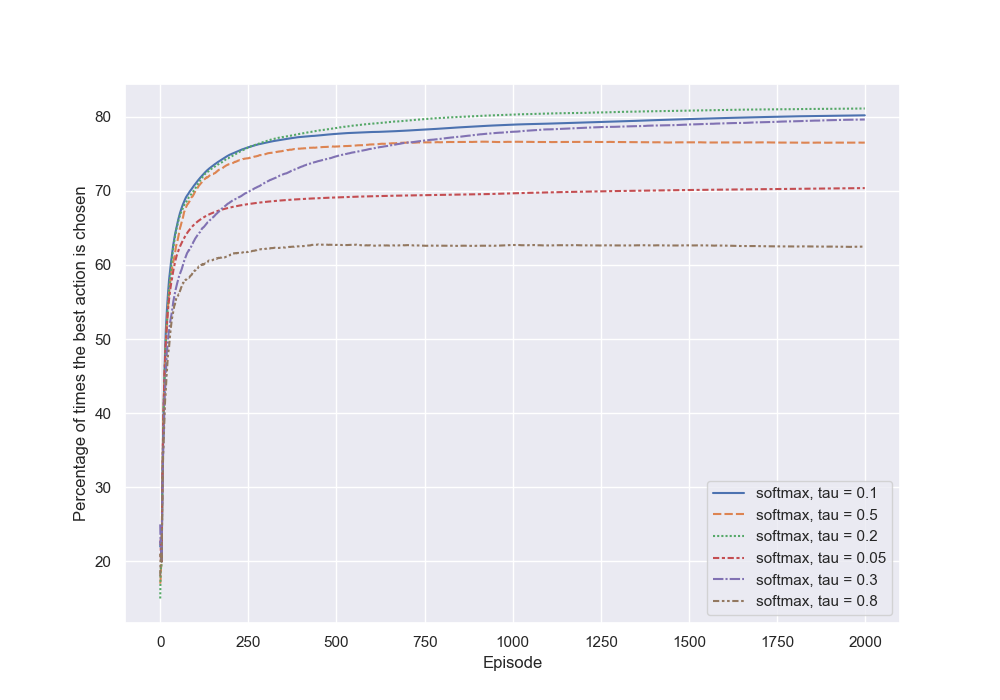 80
70
60
50
40
30
20
Percentage of times the best action is chosen
0 250 500 750 1000 1250 1500 1750 2000
Episode
softmax, tau = 0.1
softmax, tau = 0.5
softmax, tau = 0.2
softmax, tau = 0.05
softmax, tau = 0.3
softmax, tau = 0.8